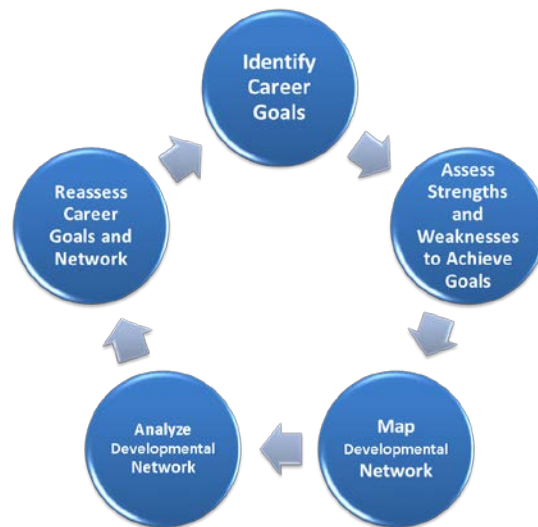 Identify
Career
Goals
Assess
Strengths
and
Weaknesses
to Achieve
Goals
Map
Developmental
Network
Analyze
Developmental
Network
Reassess
Career
Goals and
Network